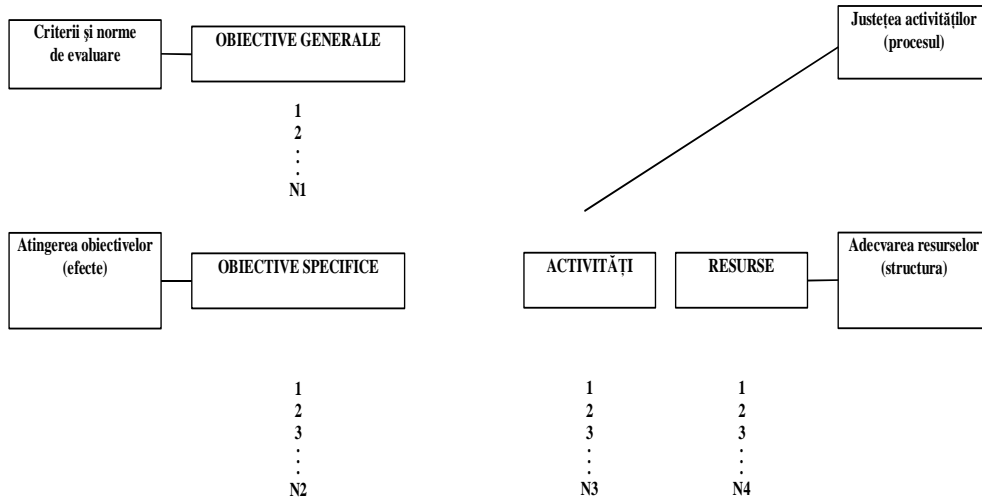 Criterii și norme
de evaluare
OBIECTIVE GENERALE
Justețea activităților
(procesul)
1
2
.
.
.
N1
Atingerea obiectivelor
(efecte)
OBIECTIVE SPECIFICE
ACTIVITĂȚI
RESURSE
Adecvarea resurselor
(structura)
1
2
3
.
.
.
N2
1
2
3
.
.
.
N3
1
2
3
.
.
.
N4